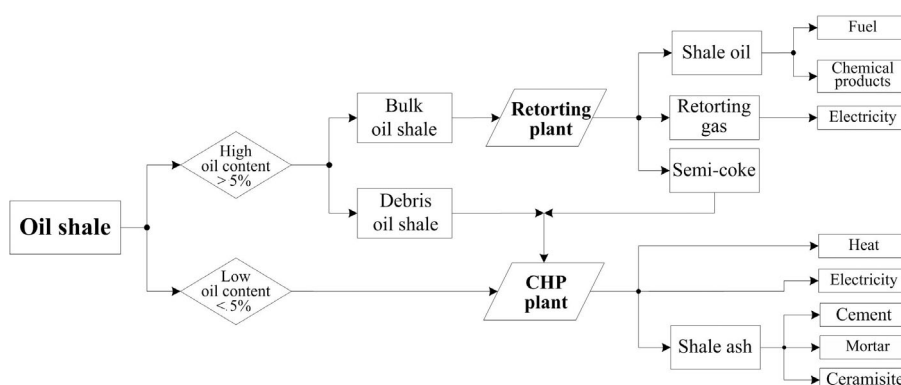 Oil shale
High
oil content
> 5%
Low
oil content
< 5%
Bulk
oil shale
Debris
oil shale
Retorting
plant
CHP
plant
Shale oil
Retorting
gas
Semi-coke
Shale ash
Fuel
Chemical
products
Electricity
Heat
Electricity
Cement
Mortar
Ceramisite